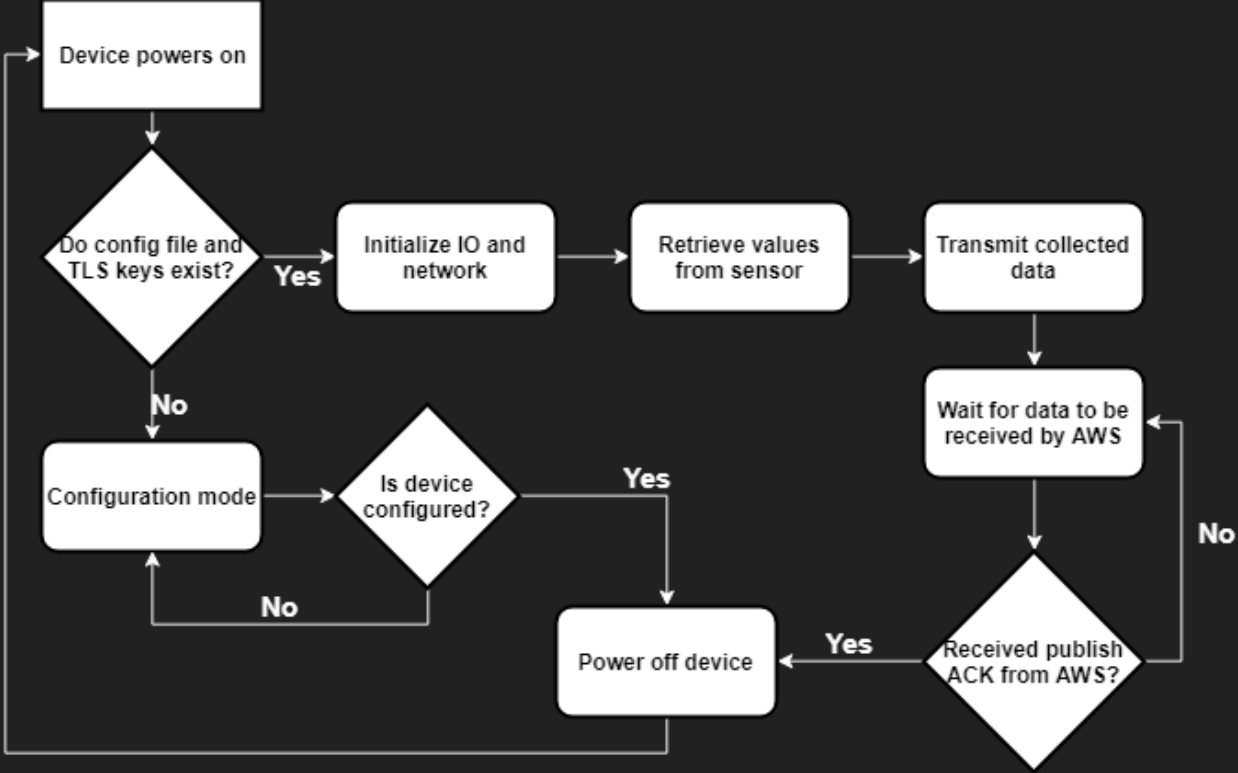 Device powers on
Do config file and
TLS keys exist?
Yes
Initialize IO and
network
Retrieve values
from sensor
Transmit collected
data
No
Wait for data to be
received by AWS
Configuration mode
Is device
configured?
Yes
No
No
Power off device
Yes
Received publish
ACK from AWS?